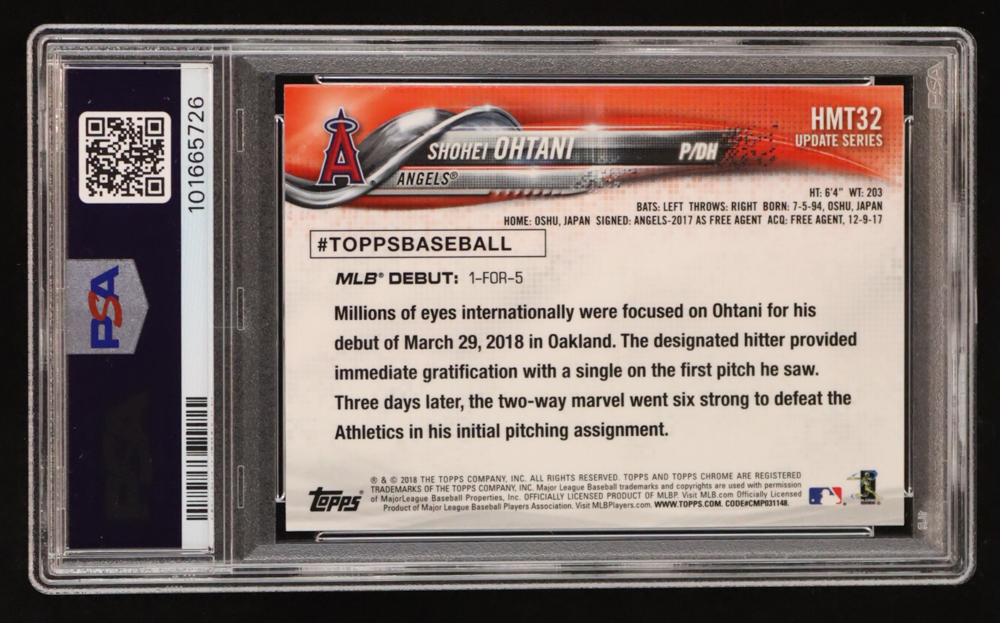 101665726
PSA
PSA
A
SHOHEI OHTANI
P/DH
ANGELS®
HMT32
UPDATE SERIES
HT: 6'4" WT: 203
BATS: LEFT THROWS: RIGHT BORN: 7-5-94, OSHU, JAPAN
HOME: OSHU, JAPAN SIGNED: ANGELS-2017 AS FREE AGENT ACQ: FREE AGENT, 12-9-17
#TOPPSBASEBALL
MLB® DEBUT: 1-FOR-5
Millions of eyes internationally were focused on Ohtani for his
debut of March 29, 2018 in Oakland. The designated hitter provided
immediate gratification with a single on the first pitch he saw.
Three days later, the two-way marvel went six strong to defeat the
Athletics in his initial pitching assignment.
Topps
® & © 2018 THE TOPPS COMPANY, INC. ALL RIGHTS RESERVED. TOPPS AND TOPPS CHROME ARE REGISTERED
TRADEMARKS OF THE TOPPS COMPANY, INC. Major League Baseball trademarks and copyrights are used with permission
of MajorLeague Baseball Properties, Inc. OFFICIALLY LICENSED PRODUCT OF MLBP. Visit MLB.com Officially Licensed
Product of Major League Baseball Players Association. Visit MLBPlayers.com. WWW.TOPPS.COM. CODE#CMP031148.